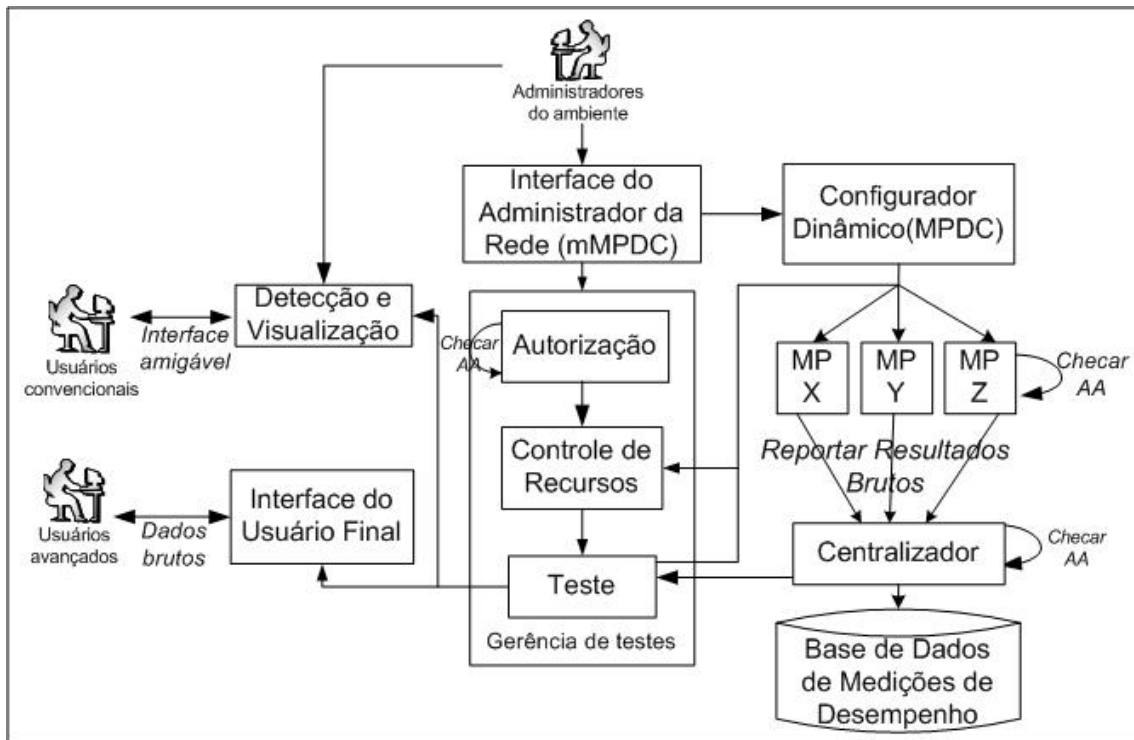 Administradores
do ambiente
Interface do
Administrador da
Rede (mMPDC)
Configurador
Dinâmico(MPDC)
Detecção e
Visualização
Interface
amigável
Usuários
convencionais
Checar
AA
Autorização
MP
X
MP
Y
MP
Z
Checar
AA
Controle de
Recursos
Reportar Resultados
Brutos
Interface do
Usuário Final
Dados
brutos
Usuários
avançados
Teste
Gerência de testes
Centralizador
Checar
AA
Base de Dados
de Medições de
Desempenho